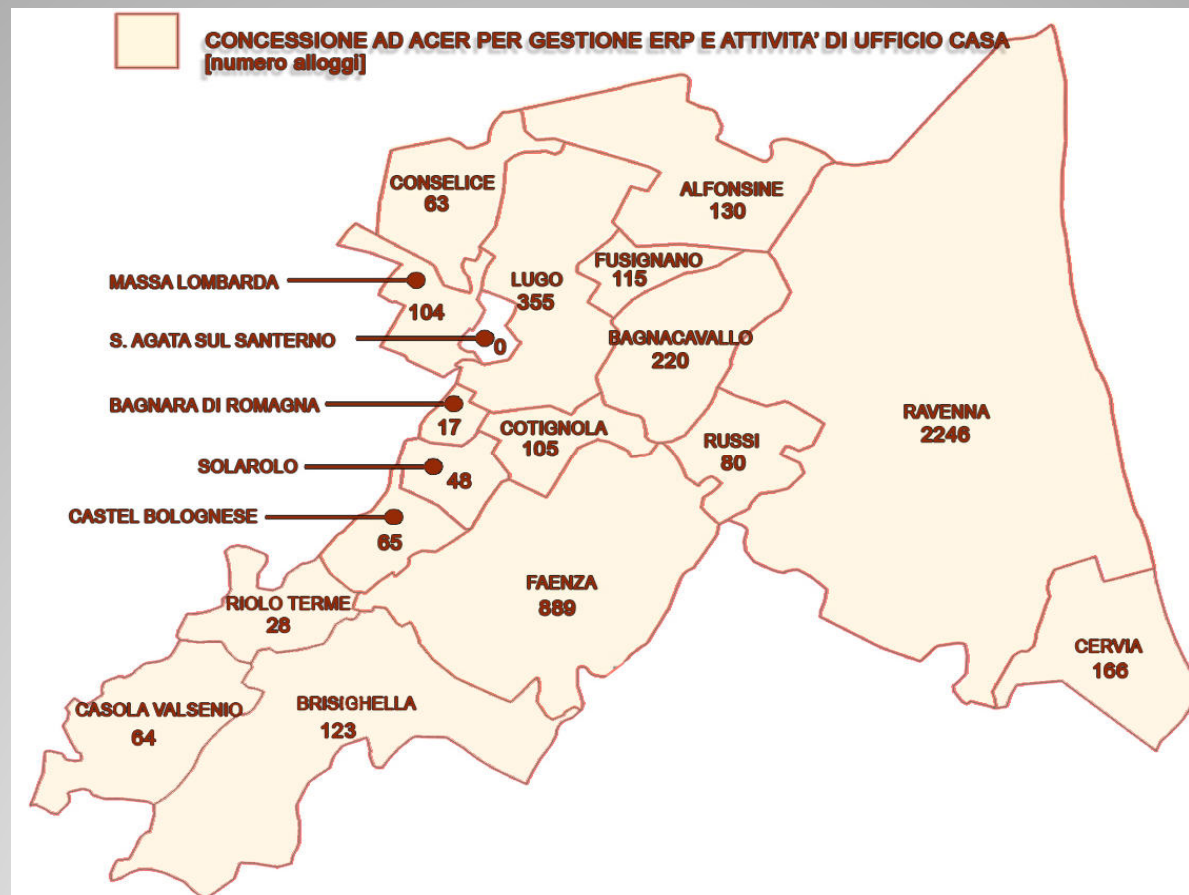 CONCESSIONE AD ACER PER GESTIONE ERP E ATTIVITA' DI UFFICIO CASA
[numero alloggi]
CONSELICE
63
ALFONSINE
130
MASSA LOMBARDA
104
LUGO
355
FUSIGNANO
115
S. AGATA SUL SANTERNO
0
BAGNACAVALLO
220
BAGNARA DI ROMAGNA
17
COTIGNOLA
105
RUSSI
80
RAVENNA
2246
SOLAROLO
48
CASTEL BOLOGNESE
65
FAENZA
889
RIOLO TERME
28
CERVIA
166
CASOLA VALSENIO
64
BRISIGHELLA
123